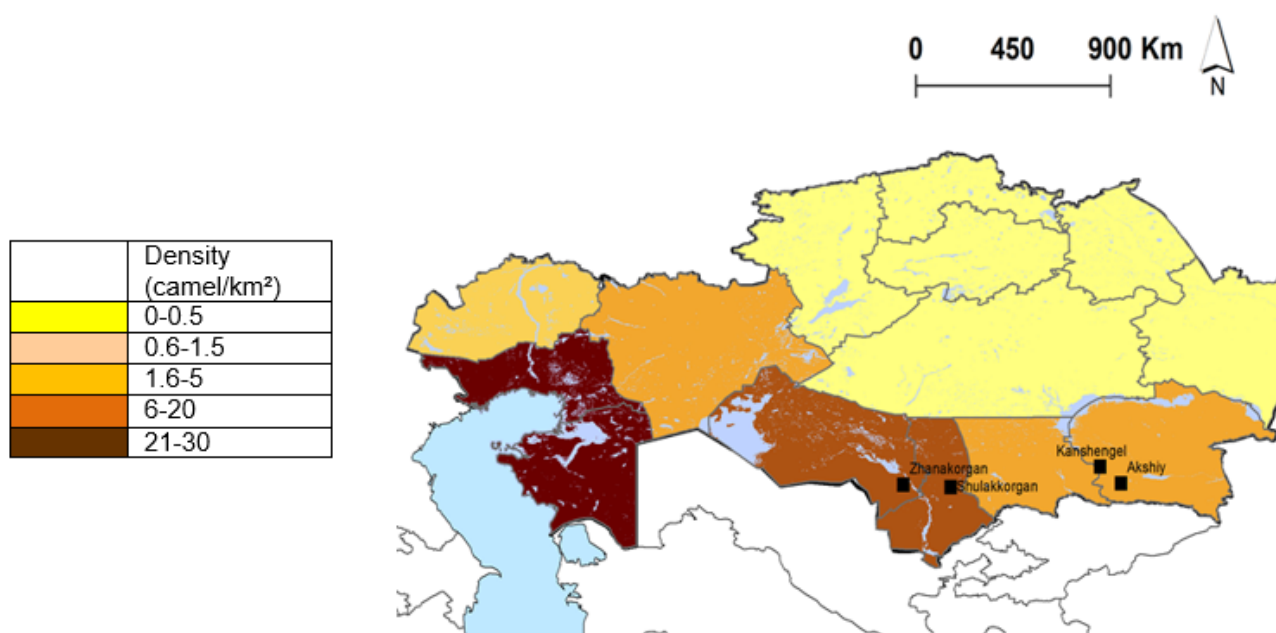 0 450 900 Km
N
Density
(camel/km²)
0-0.5
0.6-1.5
1.6-5
6-20
21-30
Kanshengel
Akshiy
Zhanakorgan
Shulakkorgan